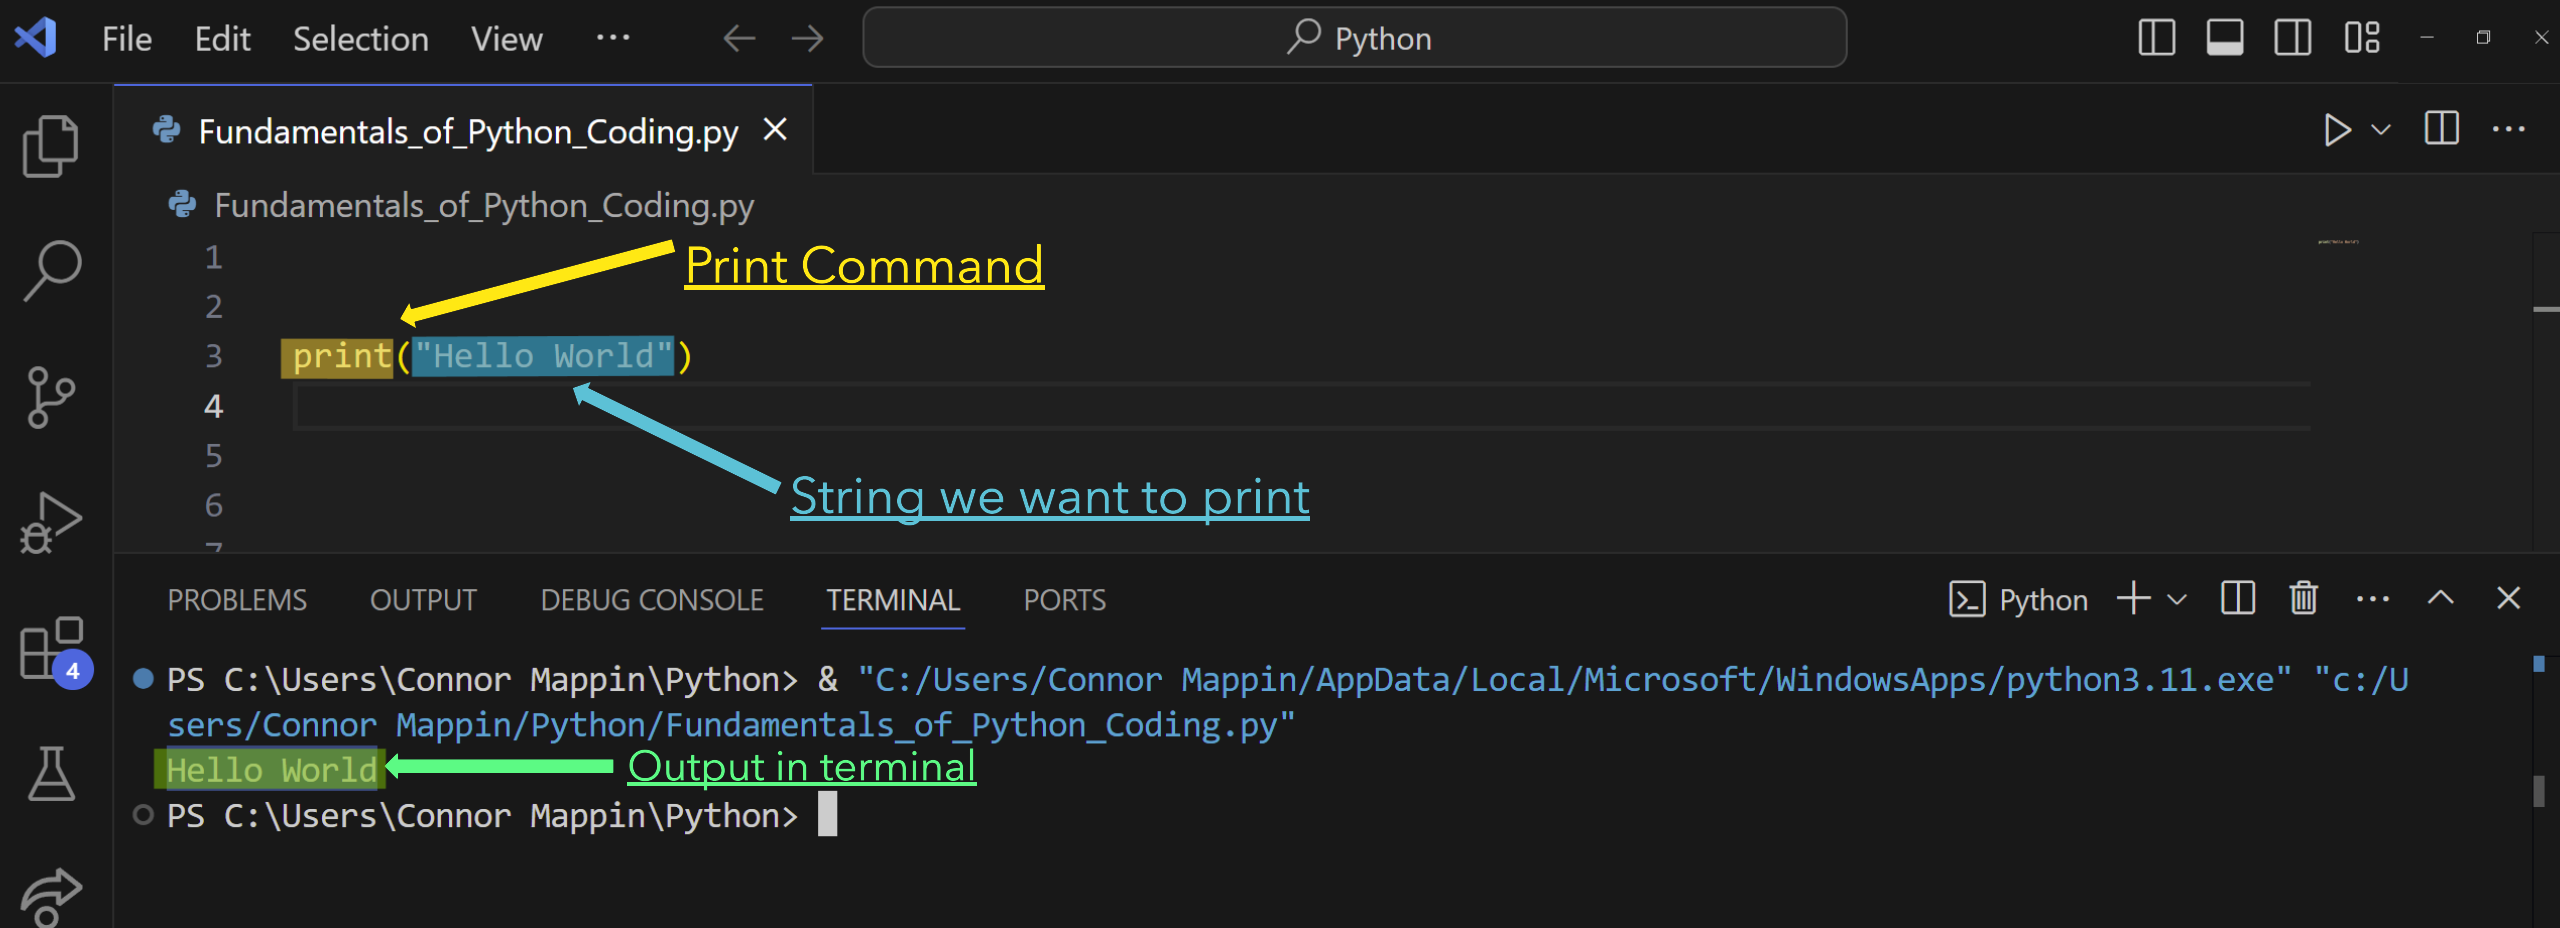 File Edit Selection View ··· Python
Fundamentals_of_Python_Coding.py
Fundamentals_of_Python_Coding.py
1
Print Command
2
3 print("Hello World")
4
5
String we want to print
6
7
PROBLEMS OUTPUT DEBUG CONSOLE TERMINAL PORTS Python
4
PS C:\Users\Connor Mappin\Python> & "C:/Users/Connor Mappin/AppData/Local/Microsoft/WindowsApps/python3.11.exe" "c:/U
sers/Connor Mappin/Python/Fundamentals_of_Python_Coding.py"
Hello World Output in terminal
PS C:\Users\Connor Mappin\Python>